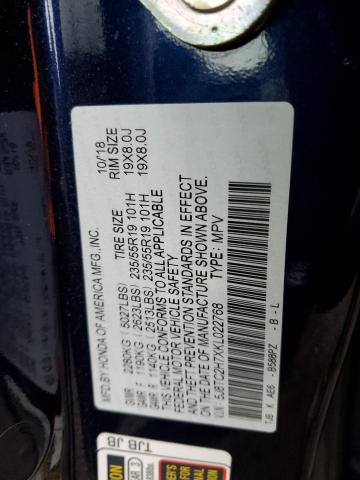 MFD.BY HONDA OF AMERICA MFG.,INC. 10/18
TIRE SIZE RIM SIZE
GVWR 2280KG (5027LBS)
GAWR F 1190KG (2623LBS) 235/55R19 101H 19X8.0J
GAWR R 1140KG (2513LBS) 235/55R19 101H 19X8.0J
THIS VEHICLE CONFORMS TO ALL APPLICABLE
FEDERAL MOTOR VEHICLE SAFETY
AND THEFT PREVENTION STANDARDS IN EFFECT
ON THE DATE OF MANUFACTURE SHOWN ABOVE.
VIN: 5J8TC2H7XKL022768 TYPE: MPV
TJB K AE6 -B588PZ - B - L
TJB JB